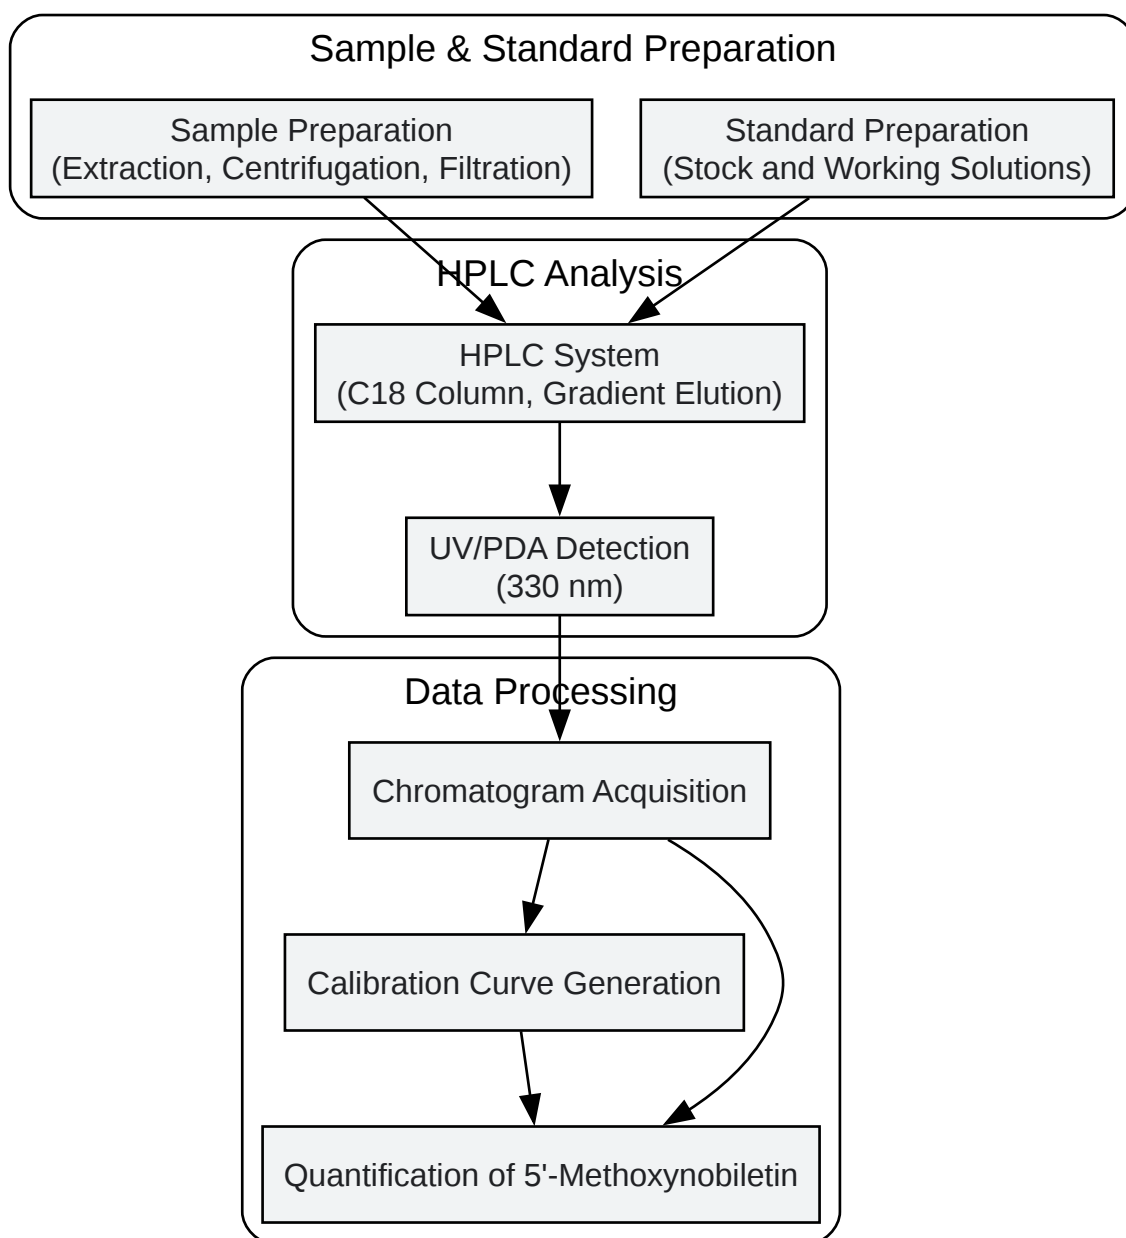 Sample & Standard Preparation
Sample Preparation
(Extraction, Centrifugation, Filtration)
Standard Preparation
(Stock and Working Solutions)
HPLC Analysis
HPLC System
(C18 Column, Gradient Elution)
UV/PDA Detection
(330 nm)
Data Processing
Chromatogram Acquisition
Calibration Curve Generation
Quantification of 5'-Methoxynobiletin